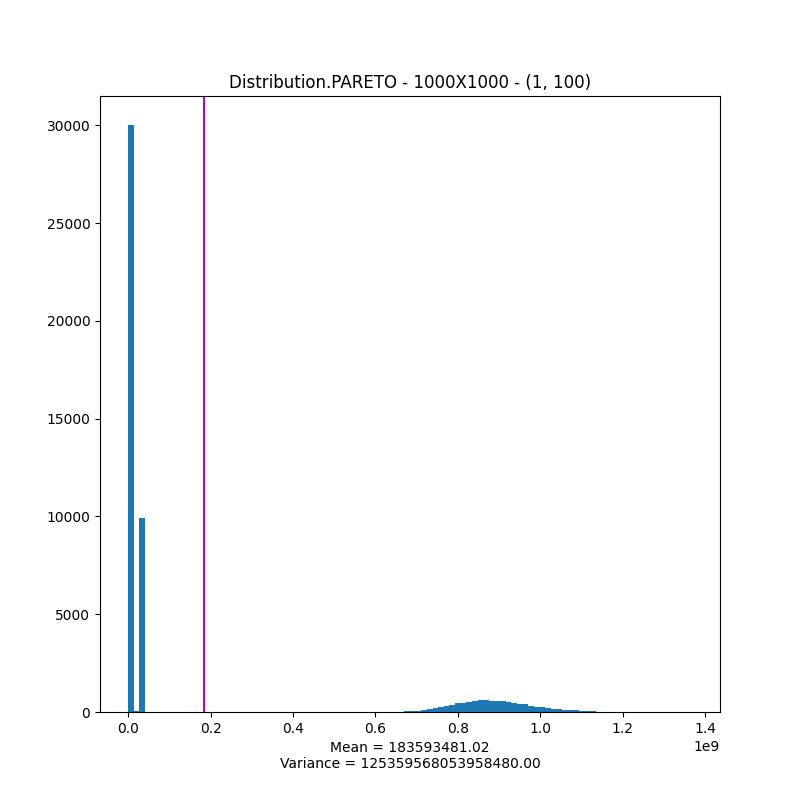 Distribution.PARETO - 1000X1000 - (1, 100)
30000
25000
20000
15000
10000
5000
0
0.0 0.2 0.4 0.6 0.8 1.0 1.2 1.4
1e9
Mean = 183593481.02
Variance = 125359568053958480.00